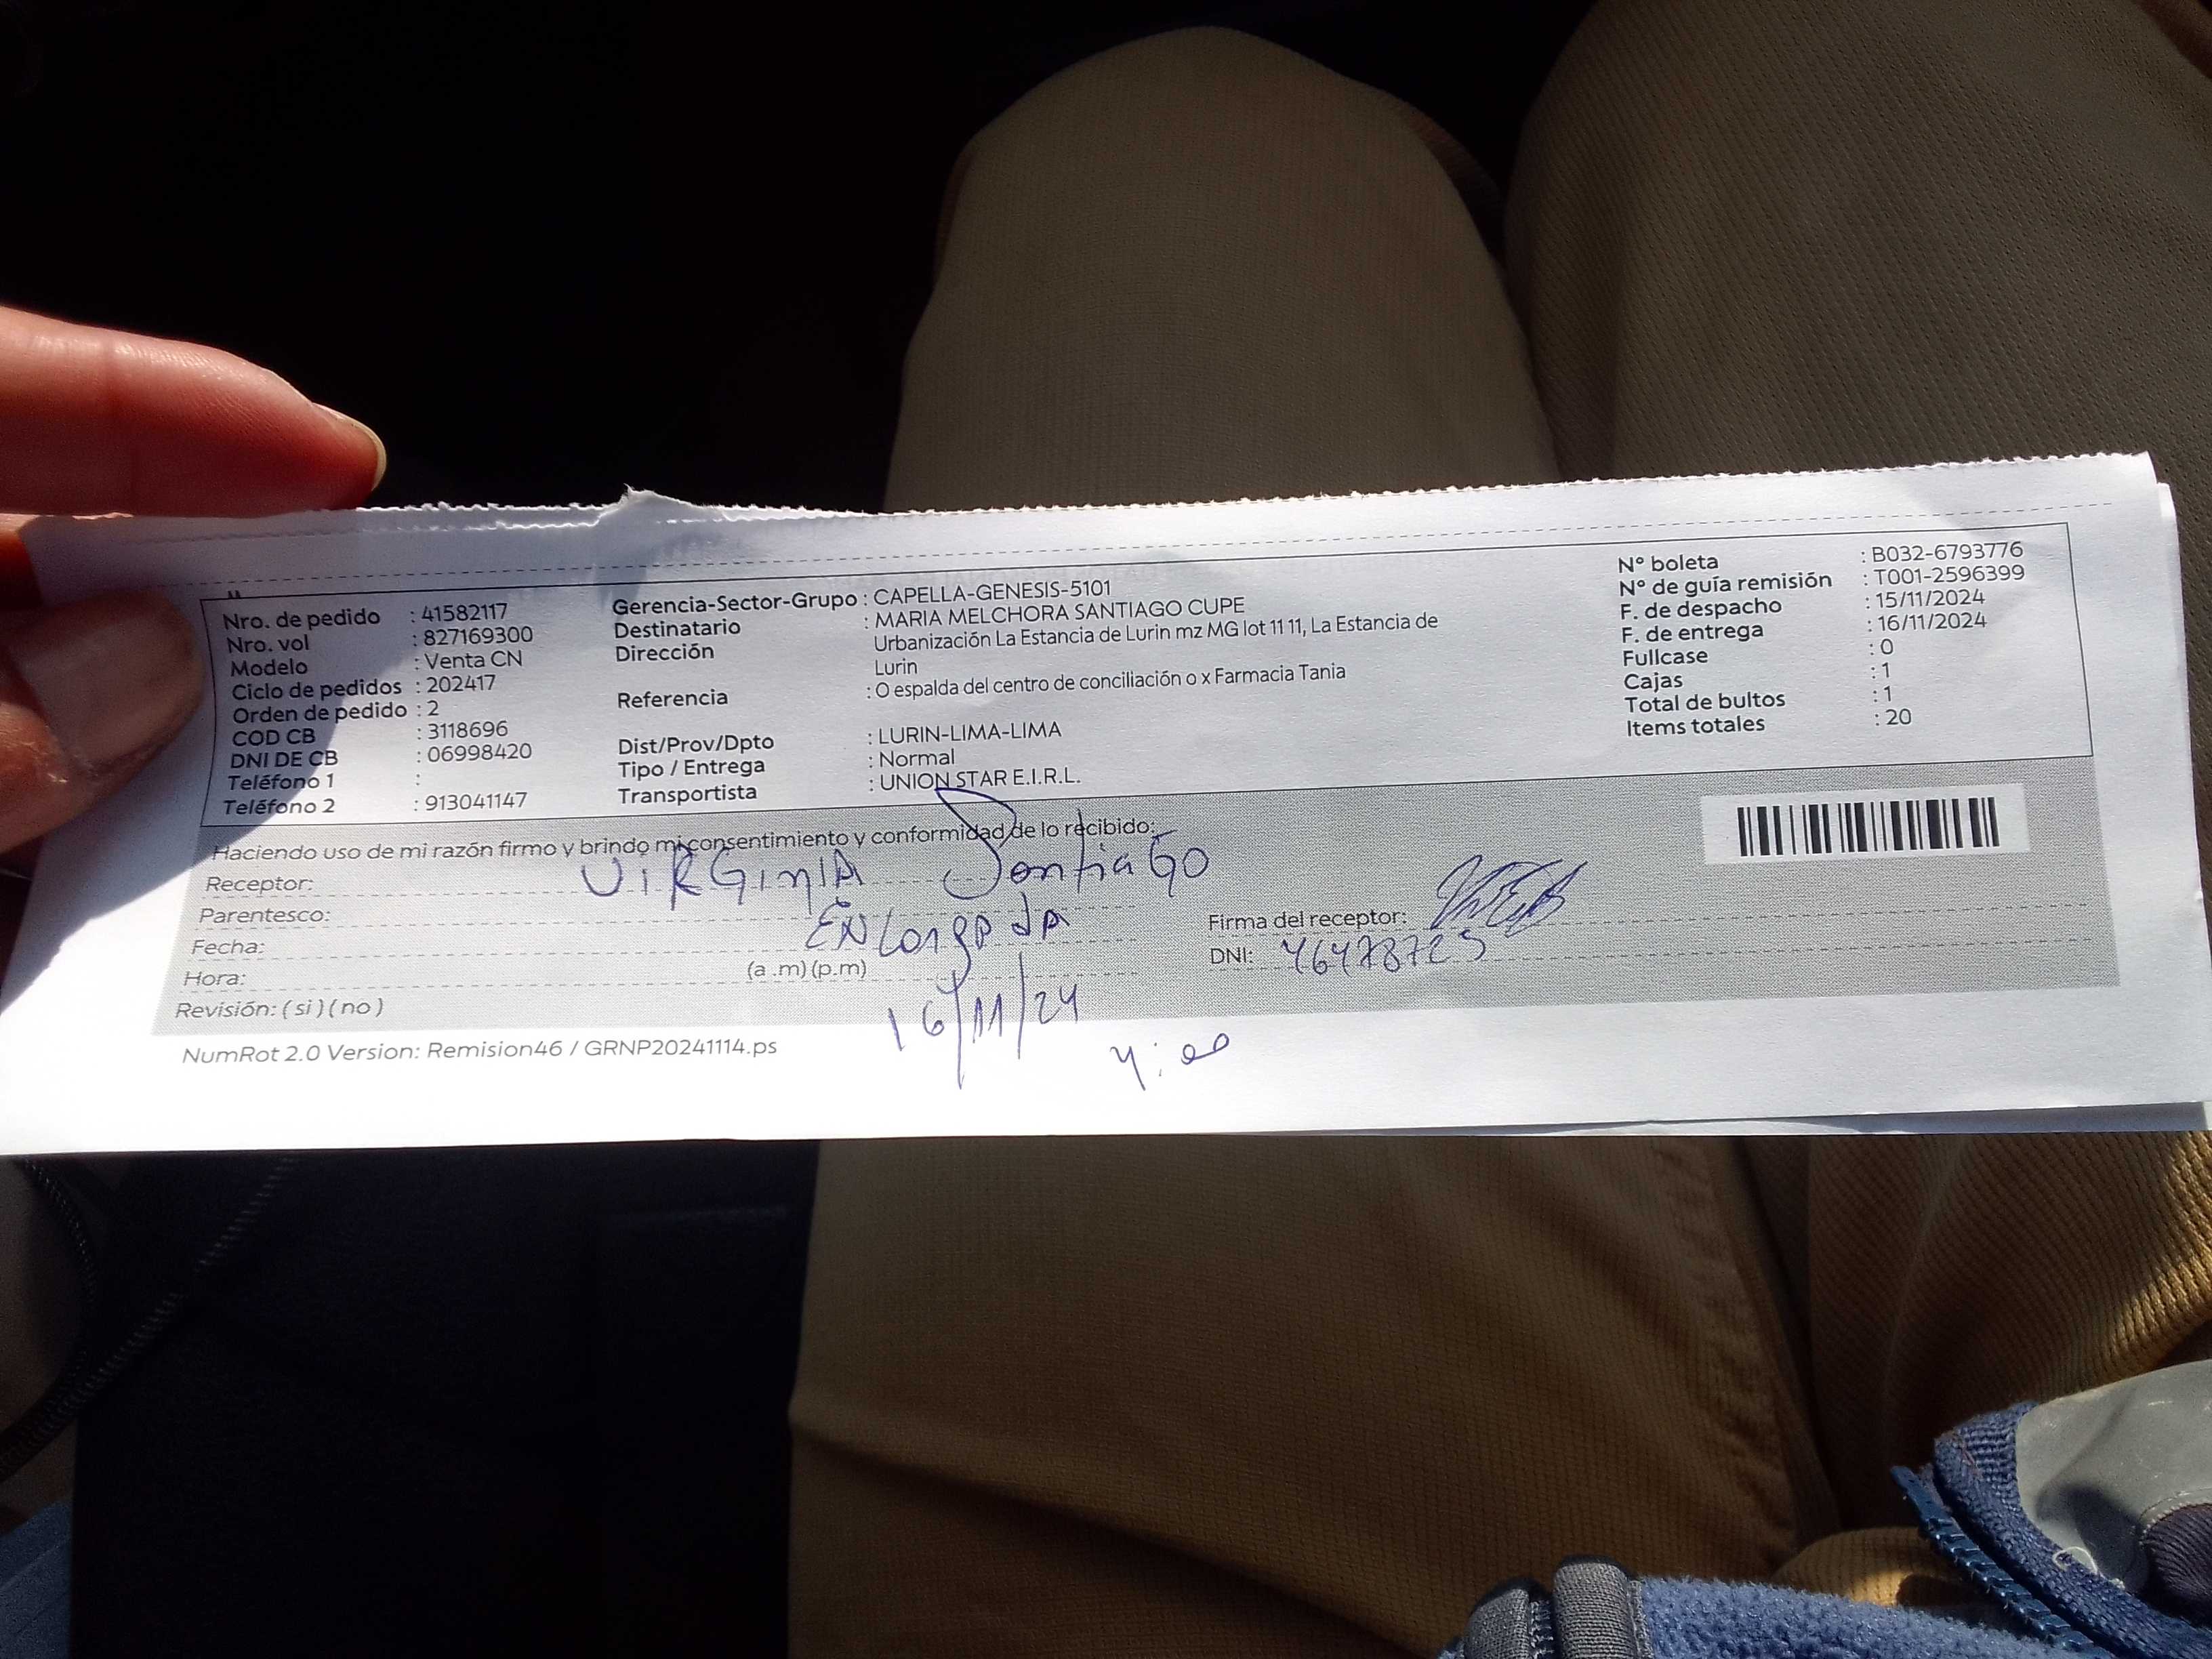 Nro. de pedido : 41582117
Nro. vol : 827169300
Modelo : Venta CN
Ciclo de pedidos : 202417
Orden de pedido : 2
COD CB : 3118696
DNI DE CB : 06998420
Teléfono 1 :
Teléfono 2 : 913041147
Gerencia-Sector-Grupo : CAPELLA-GENESIS-5101
Destinatario : MARIA MELCHORA SANTIAGO CUPE
Dirección Urbanización La Estancia de Lurin mz MG lot 11 11, La Estancia de
Lurin
Referencia : O espalda del centro de conciliación o x Farmacia Tania
Dist/Prov/Dpto : LURIN-LIMA-LIMA
Tipo / Entrega : Normal
Transportista : UNION STAR E.I.R.L.
N° boleta : B032-6793776
N° de guía remisión : T001-2596399
F. de despacho : 15/11/2024
F. de entrega : 16/11/2024
Fullcase : 0
Cajas : 1
Total de bultos : 1
Items totales : 20
Haciendo uso de mi razón firmo y brindo mi consentimiento y conformidad de lo recibido:
Receptor: VIRGINIA Santiago
Parentesco: ENCARGADA
Fecha: 16/11/24
Hora: (a .m) (p.m)
Revisión: ( si ) ( no )
Firma del receptor:
DNI:
NumRot 2.0 Version: Remision46 / GRNP20241114.ps